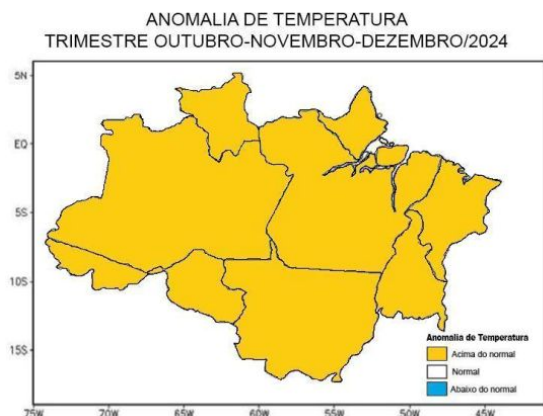 ANOMALIA DE TEMPERATURA
TRIMESTRE OUTUBRO-NOVEMBRO-DEZEMBRO/2024
5N
EQ
5S
10S
15S
75W 70W 65W 60W 55W 50W 45W
Anomalia de Temperatura
Acima do normal
Normal
Abaixo do normal